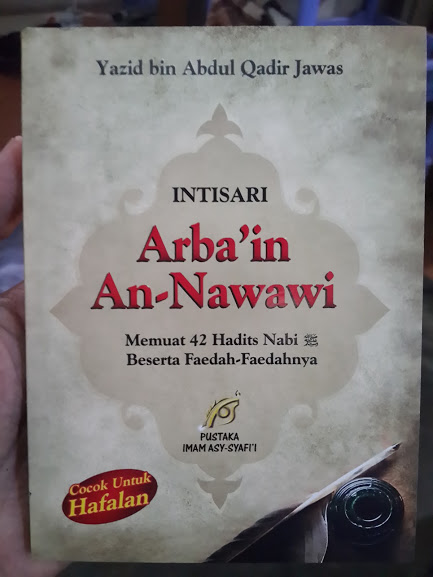 Yazid bin Abdul Qadir Jawas
INTISARI
Arba'in
An-Nawawi
Memuat 42 Hadits Nabi ﷺ
Beserta Faedah-Faedahnya
PUSTAKA
IMAM ASY-SYAFI'I
Cocok Untuk
Hafalan